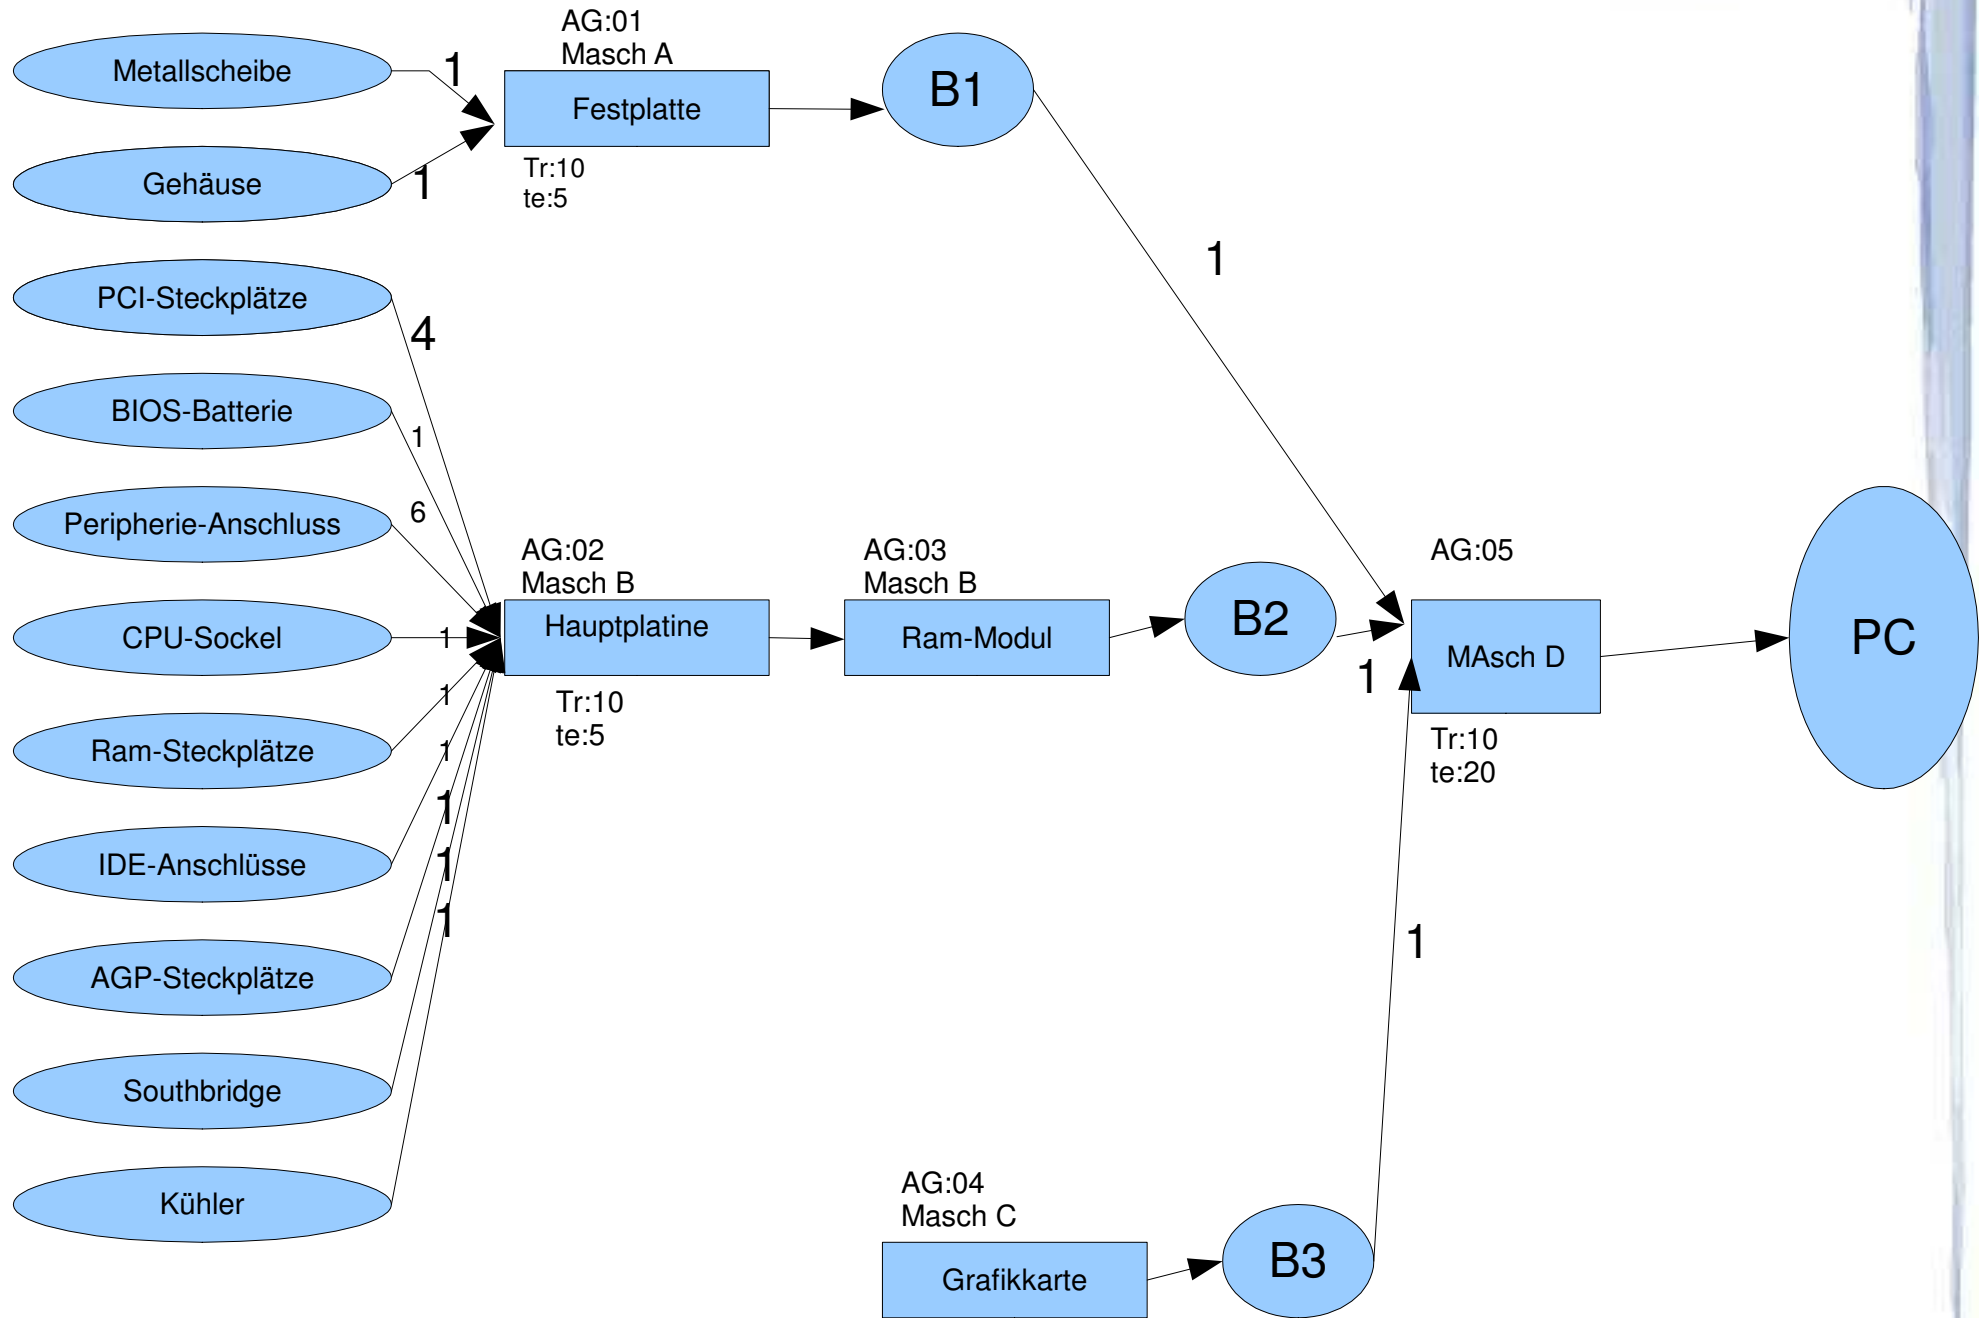 AG:01
Masch A
Metallscheibe
1
Festplatte
B1
Gehäuse
1
Tr:10
te:5
1
PCI-Steckplätze
4
BIOS-Batterie
1
Peripherie-Anschluss
6
AG:02
Masch B
Hauptplatine
Tr:10
te:5
AG:03
Masch B
Ram-Modul
B2
1
AG:05
MAsch D
Tr:10
te:20
PC
CPU-Sockel
1
Ram-Steckplätze
1
IDE-Anschlüsse
1
AGP-Steckplätze
1
Southbridge
1
Kühler
1
1
AG:04
Masch C
Grafikkarte
B3